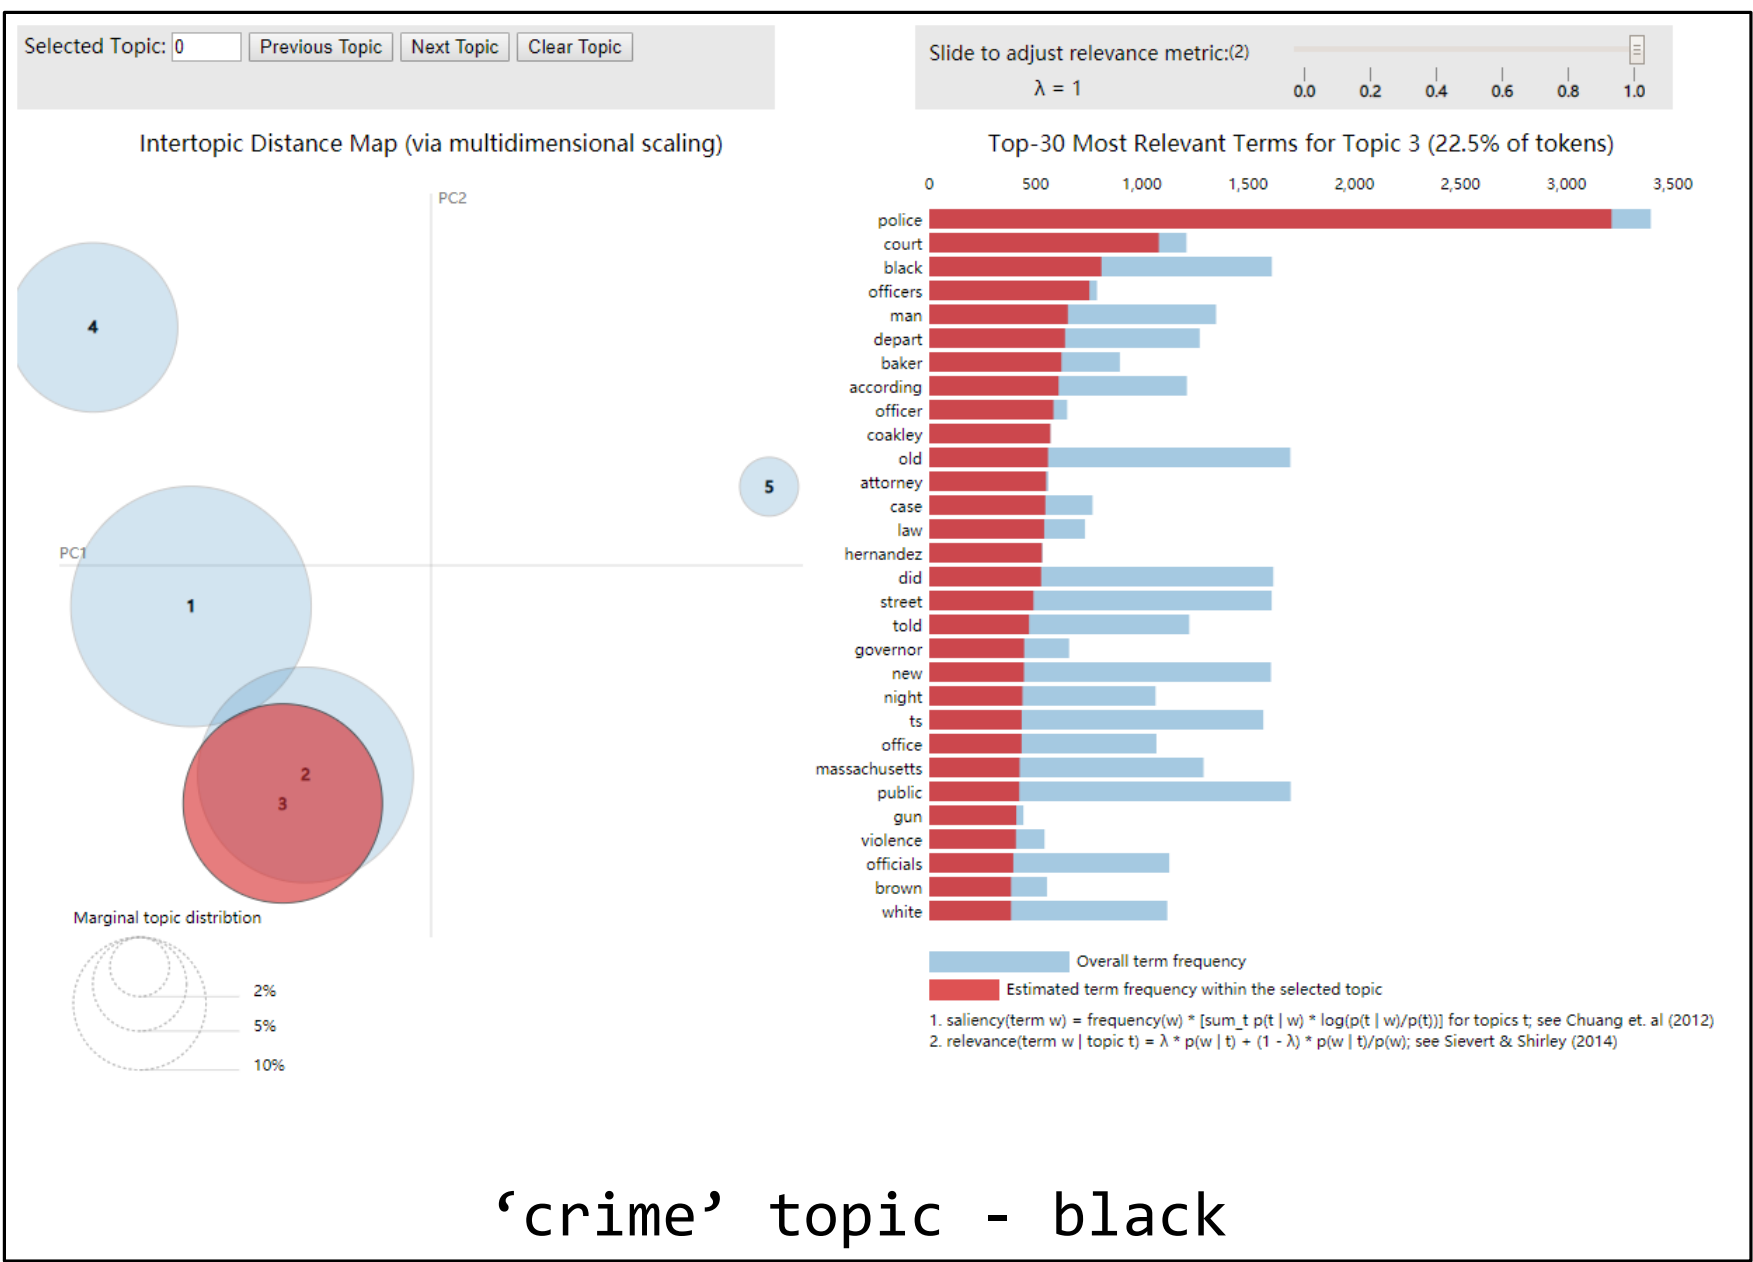 Selected Topic: 0 Previous Topic Next Topic Clear Topic
Slide to adjust relevance metric:(2)
λ = 1
0.0 0.2 0.4 0.6 0.8 1.0
Intertopic Distance Map (via multidimensional scaling)
PC2
4
5
PC1
1
2
3
Marginal topic distribtion
2%
5%
10%
Top-30 Most Relevant Terms for Topic 3 (22.5% of tokens)
0 500 1,000 1,500 2,000 2,500 3,000 3,500
police
court
black
officers
man
depart
baker
according
officer
coakley
old
attorney
case
law
hernandez
did
street
told
governor
new
night
ts
office
massachusetts
public
gun
violence
officials
brown
white
Overall term frequency
Estimated term frequency within the selected topic
1. saliency(term w) = frequency(w) * [sum_t p(t | w) * log(p(t | w)/p(t))] for topics t; see Chuang et. al (2012)
2. relevance(term w | topic t) = λ * p(w | t) + (1 - λ) * p(w | t)/p(w); see Sievert & Shirley (2014)
‘crime’ topic - black